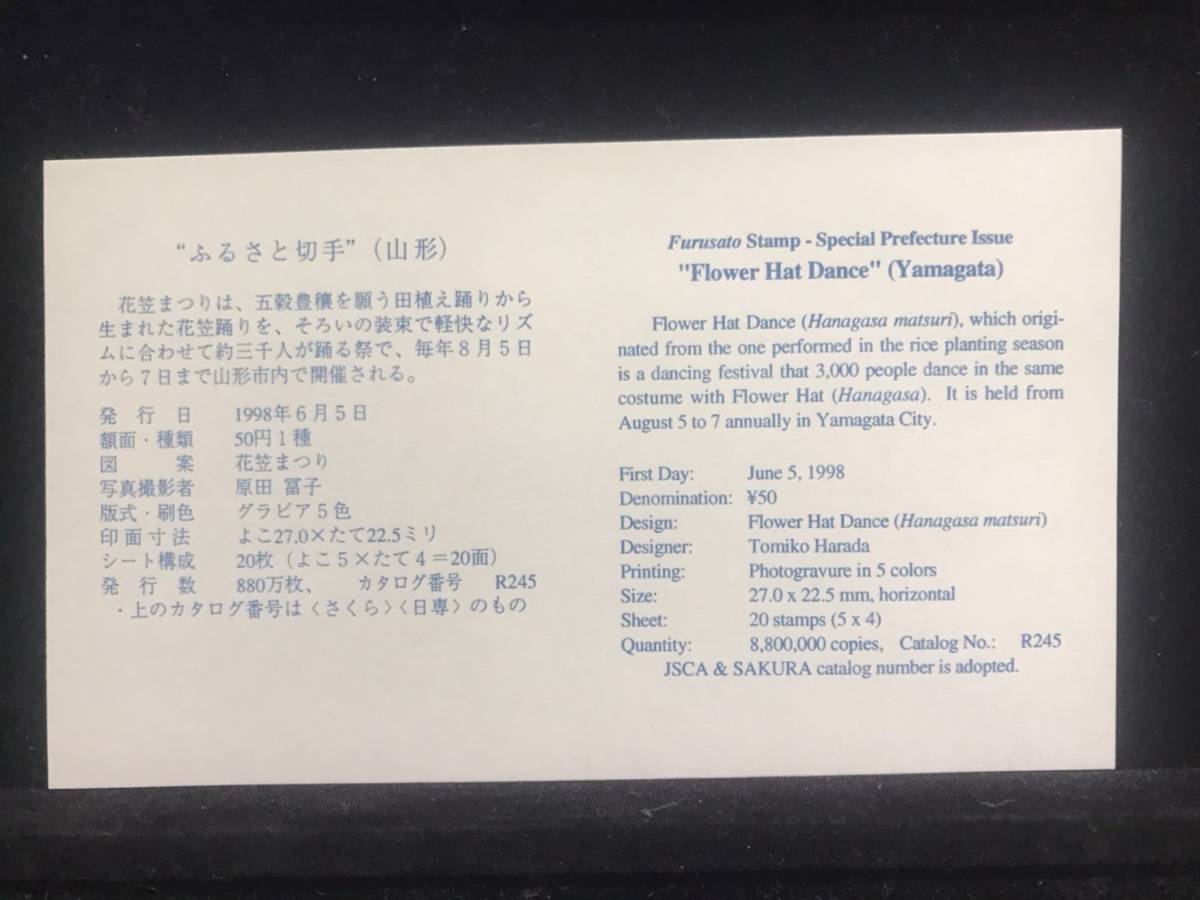 “ふるさと切手”（山形）
花笠まつりは、五穀豊穣を願う田植え踊りから
生まれた花笠踊りを、そろいの装束で軽快なリズ
ムに合わせて約三千人が踊る祭で、毎年８月５日
から７日まで山形市内で開催される。
発行日 1998年６月５日
額面・種類 50円１種
図案 花笠まつり
写真撮影者 原田 冨子
版式・刷色 グラビア５色
印面寸法 よこ27.0×たて22.5ミリ
シート構成 20枚（よこ５×たて４＝20面）
発行数 880万枚、 カタログ番号 R245
・上のカタログ番号は〈さくら〉〈日専〉のもの
Furusato Stamp - Special Prefecture Issue
"Flower Hat Dance" (Yamagata)
Flower Hat Dance (Hanagasa matsuri), which origi-
nated from the one performed in the rice planting season
is a dancing festival that 3,000 people dance in the same
costume with Flower Hat (Hanagasa). It is held from
August 5 to 7 annually in Yamagata City.
First Day: June 5, 1998
Denomination: ¥50
Design: Flower Hat Dance (Hanagasa matsuri)
Designer: Tomiko Harada
Printing: Photogravure in 5 colors
Size: 27.0 x 22.5 mm, horizontal
Sheet: 20 stamps (5 x 4)
Quantity: 8,800,000 copies, Catalog No.: R245
JSCA & SAKURA catalog number is adopted.